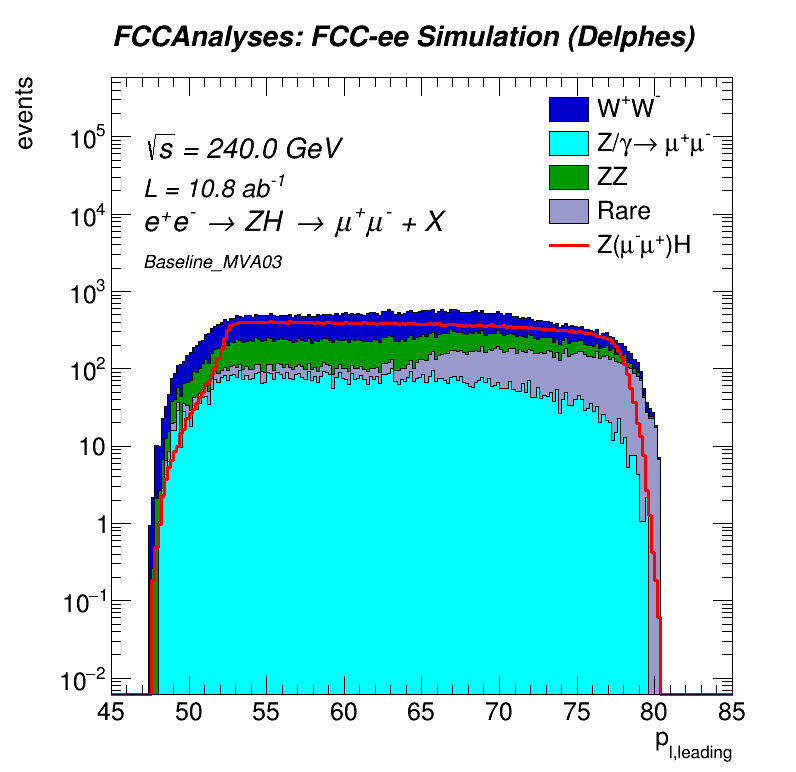 FCCAnalyses: FCC-ee Simulation (Delphes)
events
√s = 240.0 GeV
L = 10.8 ab⁻¹
e⁺e⁻ → ZH → μ⁺μ⁻ + X
Baseline_MVA03
W⁺W⁻
Z/γ→ μ⁺μ⁻
ZZ
Rare
Z(μ⁻μ⁺)H
10⁵
10⁴
10³
10²
10
1
10⁻¹
10⁻²
45 50 55 60 65 70 75 80 85
p_l,leading